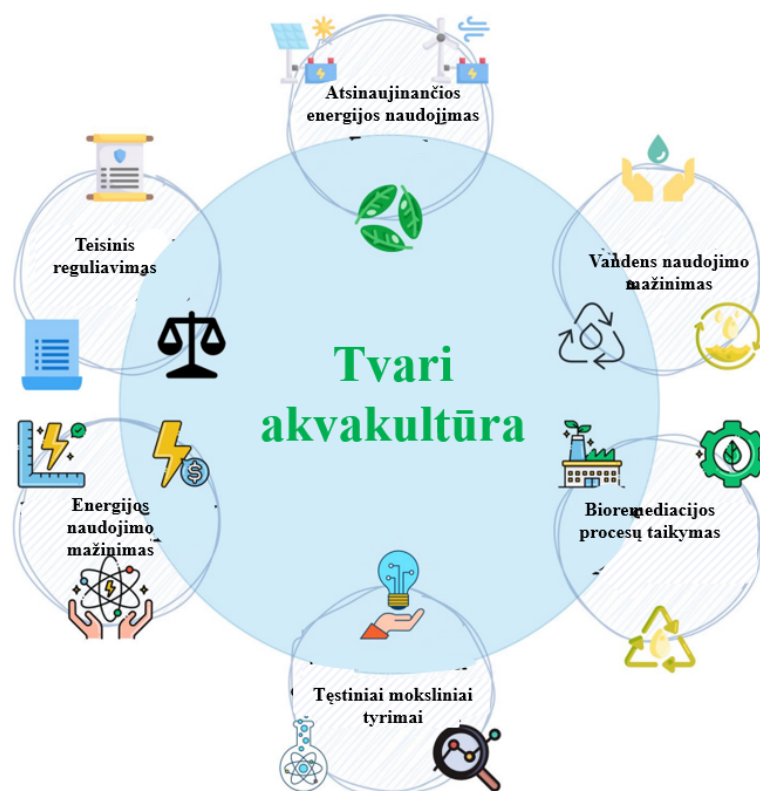 Atsinaujinančios
energijos naudojimas
Teisinis
reguliavimas
Vandens naudojimo
mažinimas
Tvari
akvakultūra
Energijos
naudojimo
mažinimas
Bioremediacijos
procesų taikymas
Tęstiniai moksliniai
tyrimai